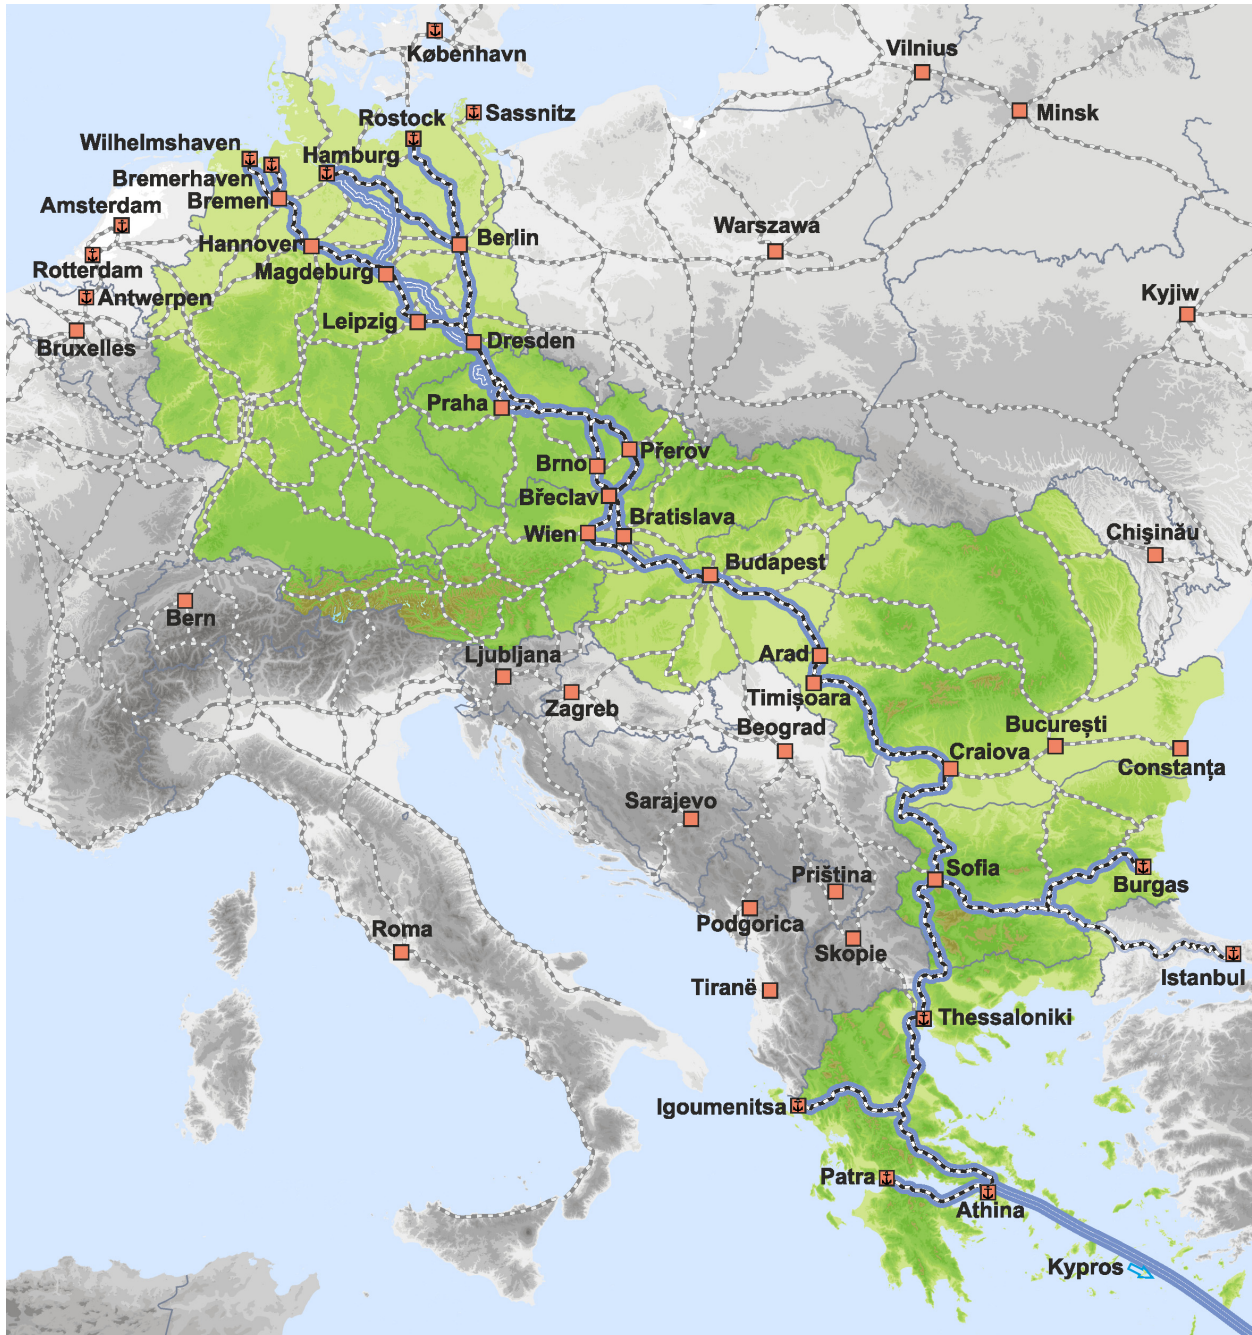 København
Vilnius
Minsk
Sassnitz
Rostock
Wilhelmshaven
Hamburg
Bremerhaven
Bremen
Amsterdam
Warszawa
Hannover
Berlin
Rotterdam
Magdeburg
Antwerpen
Kyjiw
Leipzig
Bruxelles
Dresden
Praha
Přerov
Brno
Břeclav
Bratislava
Wien
Chişinău
Budapest
Bern
Ljubljana
Arad
Timișoara
Zagreb
Beograd
București
Craiova
Constanța
Sarajevo
Sofia
Priština
Burgas
Podgorica
Roma
Skopie
Istanbul
Tiranë
Thessaloniki
Igoumenitsa
Patra
Athina
Kypros